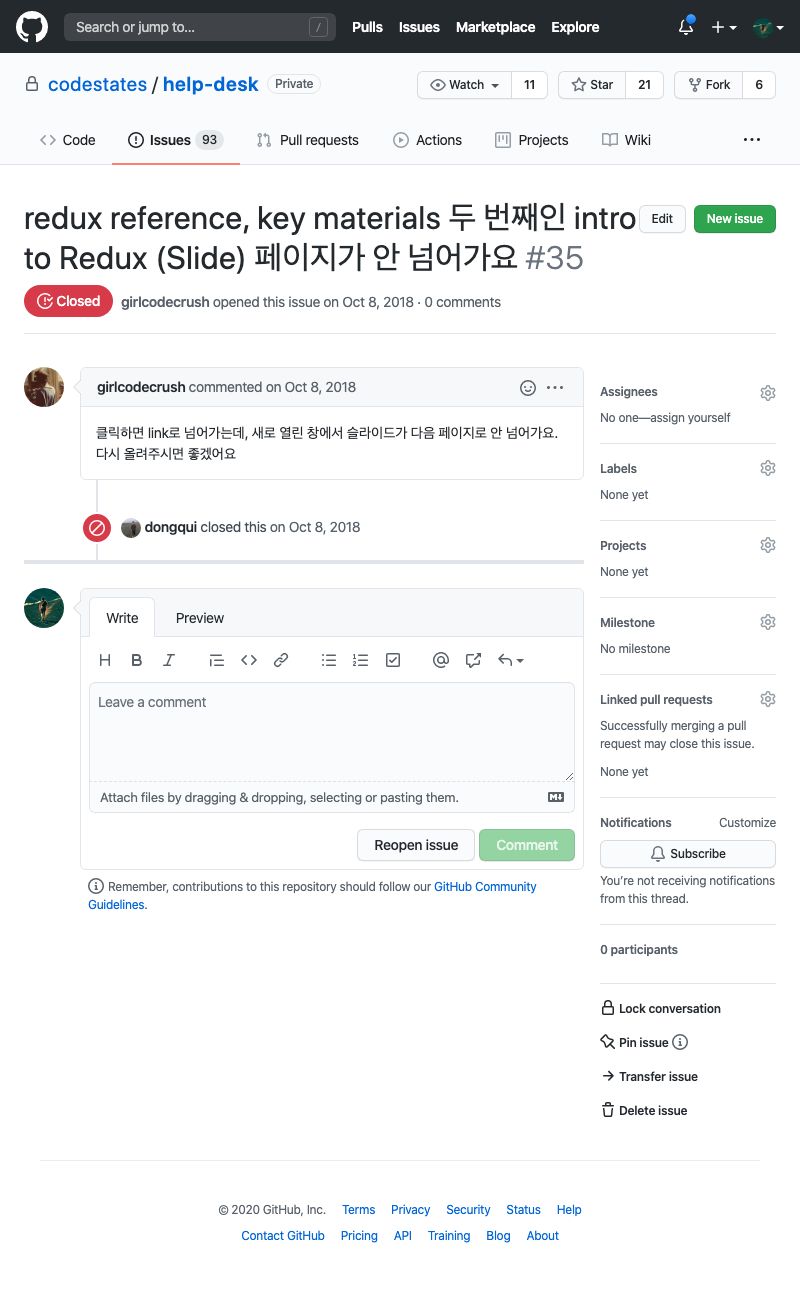 Search or jump to...
/
Pulls Issues Marketplace Explore
codestates / help-desk Private
Watch 11
Star 21
Fork 6
Code
Issues 93
Pull requests
Actions
Projects
Wiki
redux reference, key materials 두 번째인 intro
to Redux (Slide) 페이지가 안 넘어가요 #35
Edit
New issue
Closed
girlcodecrush opened this issue on Oct 8, 2018 · 0 comments
girlcodecrush commented on Oct 8, 2018
클릭하면 link로 넘어가는데, 새로 열린 창에서 슬라이드가 다음 페이지로 안 넘어가요.
다시 올려주시면 좋겠어요
dongqui closed this on Oct 8, 2018
Write
Preview
H B I
Leave a comment
Attach files by dragging & dropping, selecting or pasting them.
Reopen issue
Comment
Remember, contributions to this repository should follow our GitHub Community
Guidelines.
Assignees
No one—assign yourself
Labels
None yet
Projects
None yet
Milestone
No milestone
Linked pull requests
Successfully merging a pull
request may close this issue.
None yet
Notifications
Customize
Subscribe
You’re not receiving notifications
from this thread.
0 participants
Lock conversation
Pin issue
Transfer issue
Delete issue
© 2020 GitHub, Inc. Terms Privacy Security Status Help
Contact GitHub Pricing API Training Blog About